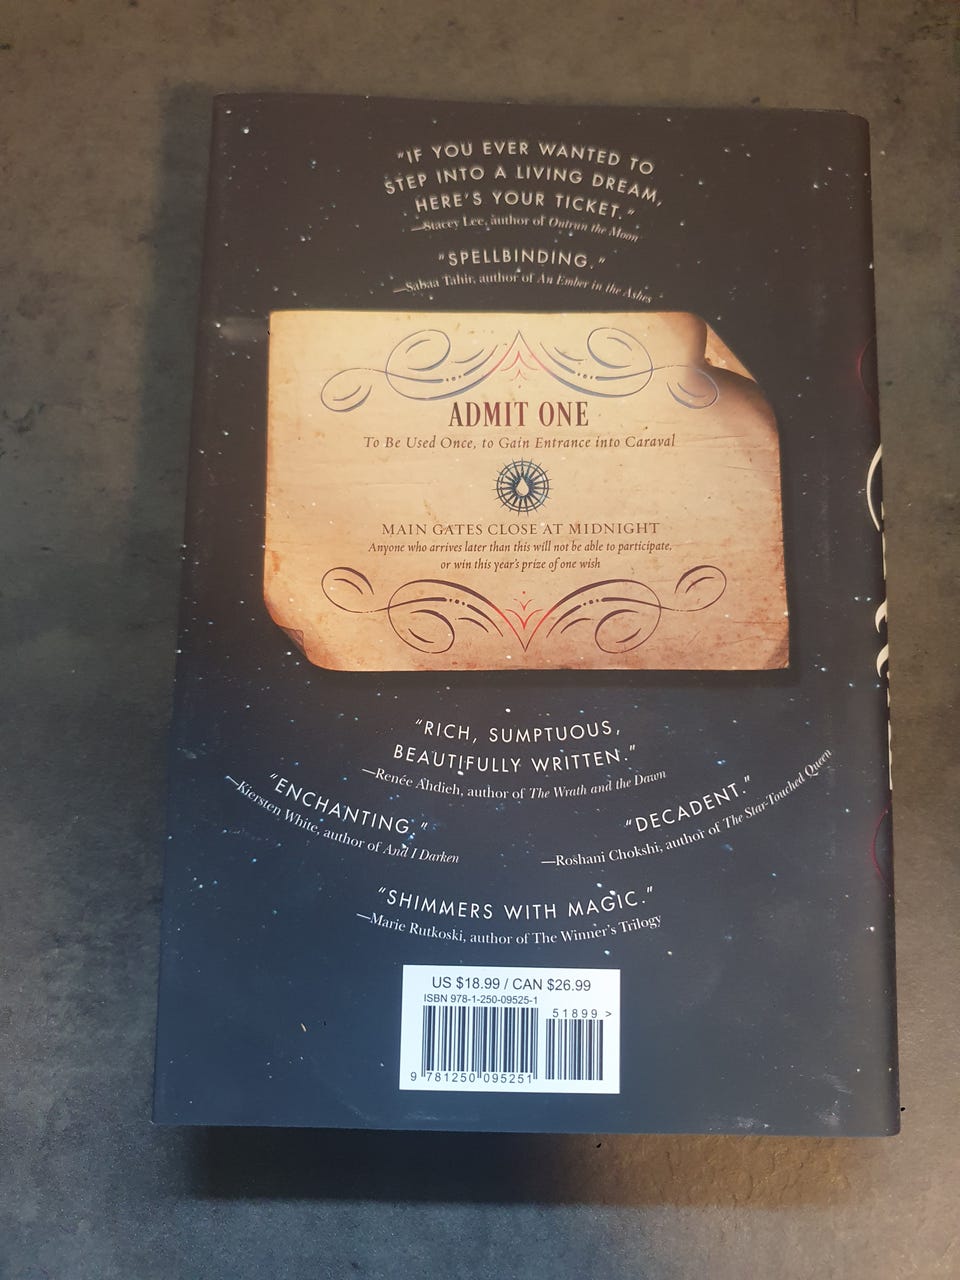 "IF YOU EVER WANTED TO
STEP INTO A LIVING DREAM,
HERE'S YOUR TICKET."
—Stacey Lee, author of Outrun the Moon
"SPELLBINDING."
—Sabaa Tahir, author of An Ember in the Ashes
ADMIT ONE
To Be Used Once, to Gain Entrance into Caraval
MAIN GATES CLOSE AT MIDNIGHT
Anyone who arrives later than this will not be able to participate,
or win this year's prize of one wish
"RICH, SUMPTUOUS,
BEAUTIFULLY WRITTEN."
—Renée Ahdieh, author of The Wrath and the Dawn
"ENCHANTING."
—Kiersten White, author of And I Darken
"DECADENT."
—Roshani Chokshi, author of The Star-Touched Queen
"SHIMMERS WITH MAGIC."
—Marie Rutkoski, author of The Winner's Trilogy
US $18.99 / CAN $26.99
ISBN 978-1-250-09525-1
51899 >
9 781250 095251